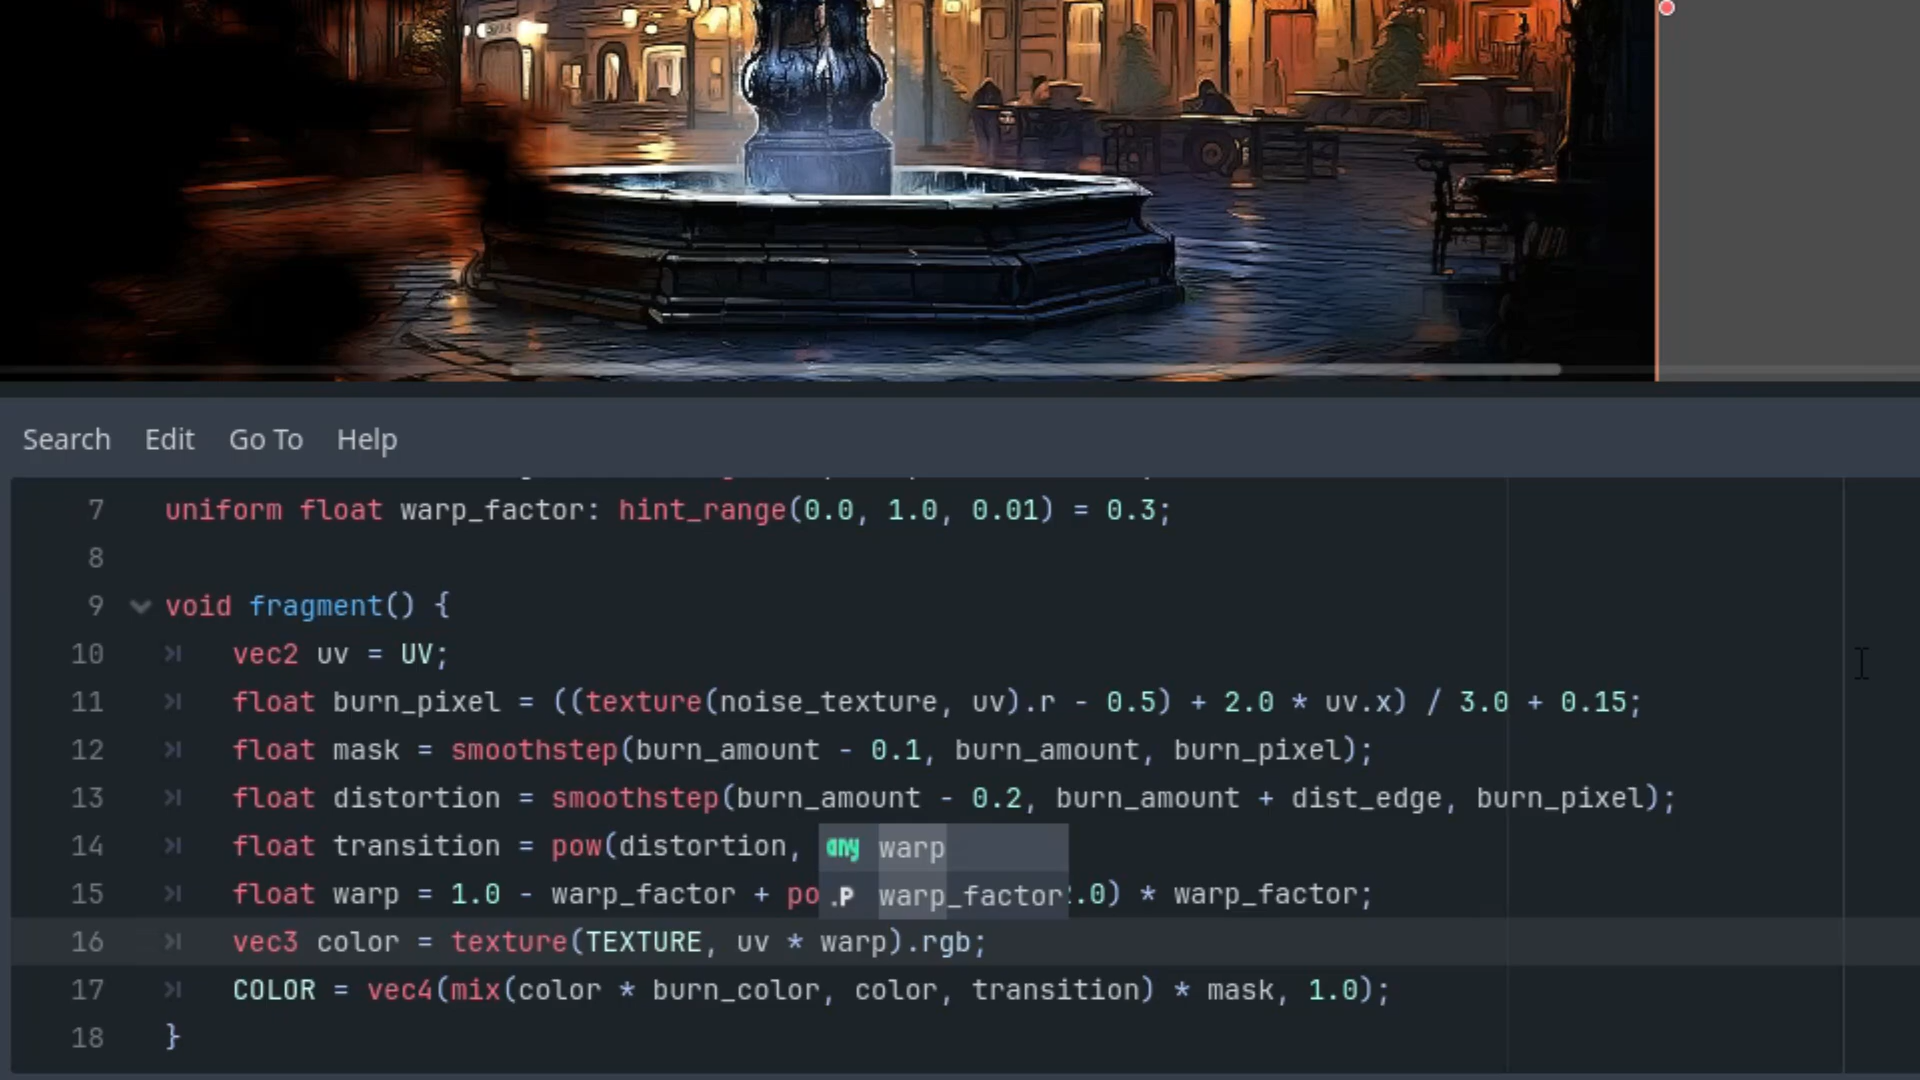 Search Edit Go To Help
7 uniform float warp_factor: hint_range(0.0, 1.0, 0.01) = 0.3;
8
9 void fragment() {
10 vec2 uv = UV;
11 float burn_pixel = ((texture(noise_texture, uv).r - 0.5) + 2.0 * uv.x) / 3.0 + 0.15;
12 float mask = smoothstep(burn_amount - 0.1, burn_amount, burn_pixel);
13 float distortion = smoothstep(burn_amount - 0.2, burn_amount + dist_edge, burn_pixel);
14 float transition = pow(distortion,
any warp
15 float warp = 1.0 - warp_factor + po
.P warp_factor
.0) * warp_factor;
16 vec3 color = texture(TEXTURE, uv * warp).rgb;
17 COLOR = vec4(mix(color * burn_color, color, transition) * mask, 1.0);
18 }